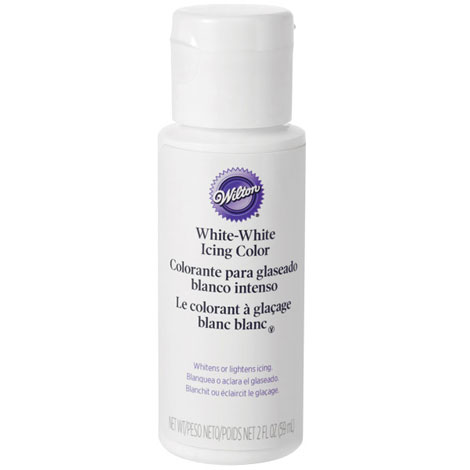 Wilton®
White-White
Icing Color
Colorante para glaseado
blanco intenso
Le colorant à glaçage
blanc blanc
Whitens or lightens icing.
Blanquea o aclara el glaseado.
Blanchit ou éclaircit le glaçage.
NET WT/PESO NETO/POIDS NET 2 FL OZ (59 mL)